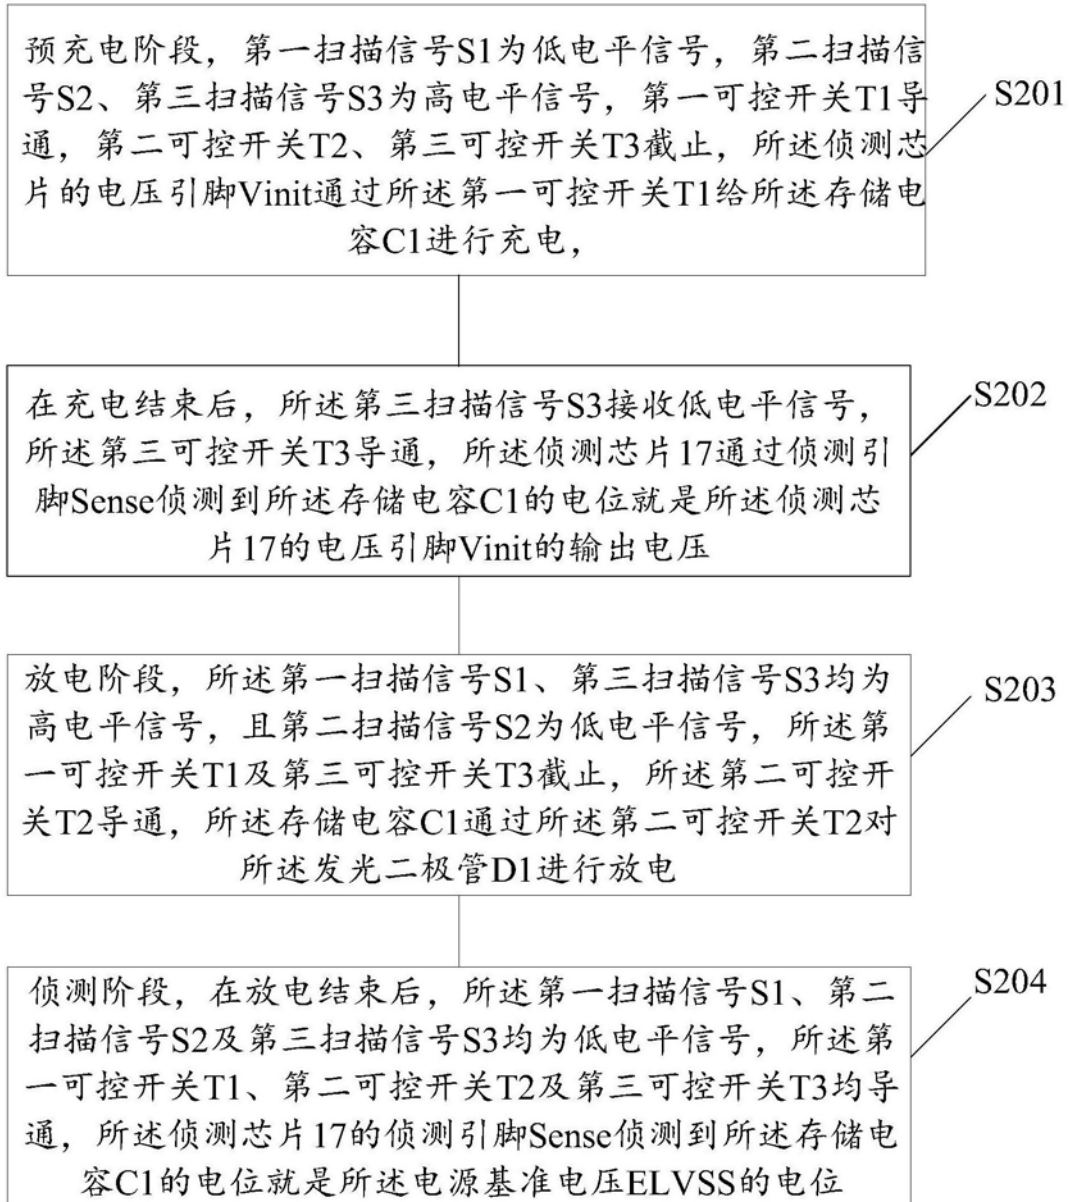 预充电阶段，第一扫描信号S1为低电平信号，第二扫描信
号S2、第三扫描信号S3为高电平信号，第一可控开关T1导
通，第二可控开关T2、第三可控开关T3截止，所述侦测芯
片的电压引脚Vinit通过所述第一可控开关T1给所述存储电
容C1进行充电，
S201
在充电结束后，所述第三扫描信号S3接收低电平信号，
所述第三可控开关T3导通，所述侦测芯片17通过侦测引
脚Sense侦测到所述存储电容C1的电位就是所述侦测芯
片17的电压引脚Vinit的输出电压
S202
放电阶段，所述第一扫描信号S1、第三扫描信号S3均为
高电平信号，且第二扫描信号S2为低电平信号，所述第
一可控开关T1及第三可控开关T3截止，所述第二可控开
关T2导通，所述存储电容C1通过所述第二可控开关T2对
所述发光二极管D1进行放电
S203
侦测阶段，在放电结束后，所述第一扫描信号S1、第二
扫描信号S2及第三扫描信号S3均为低电平信号，所述第
一可控开关T1、第二可控开关T2及第三可控开关T3均导
通，所述侦测芯片17的侦测引脚Sense侦测到所述存储电
容C1的电位就是所述电源基准电压ELVSS的电位
S204